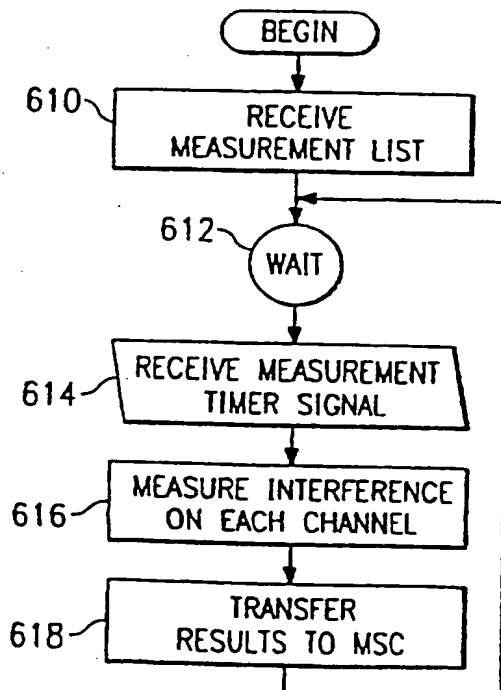 BEGIN
610
RECEIVE
MEASUREMENT LIST
612
WAIT
614
RECEIVE MEASUREMENT
TIMER SIGNAL
616
MEASURE INTERFERENCE
ON EACH CHANNEL
618
TRANSFER
RESULTS TO MSC